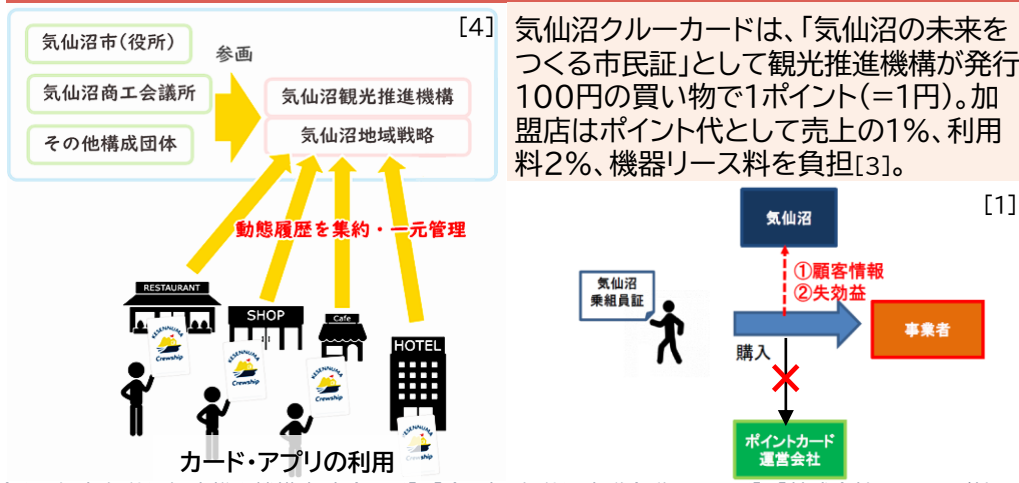 [4]
気仙沼市(役所)
参画
気仙沼商工会議所
その他構成団体
気仙沼観光推進機構
気仙沼地域戦略
動態履歴を集約・一元管理
RESTAURANT
SHOP
Cafe
HOTEL
KESENNUMA
Crewship
KESENNUMA
Crewship
KESENNUMA
Crewship
KESENNUMA
Crewship
カード・アプリの利用
気仙沼クルーカードは、「気仙沼の未来を
つくる市民証」として観光推進機構が発行
100円の買い物で1ポイント(=1円)。加
盟店はポイント代として売上の1%、利用
料2%、機器リース料を負担[3]。
[1]
気仙沼
①顧客情報
②失効益
気仙沼
乗組員証
購入
事業者
ポイントカード
運営会社